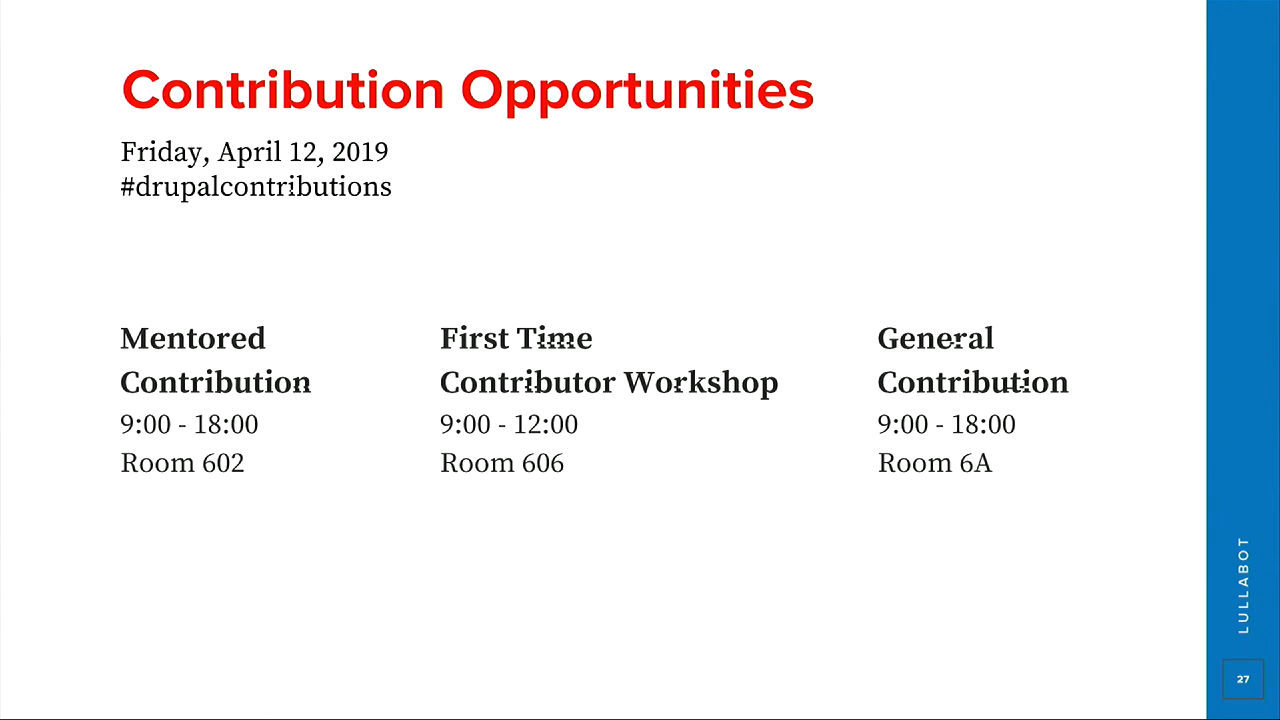 Contribution Opportunities
Friday, April 12, 2019
#drupalcontributions
Mentored
Contribution
9:00 - 18:00
Room 602
First Time
Contributor Workshop
9:00 - 12:00
Room 606
General
Contribution
9:00 - 18:00
Room 6A
LULLABOT
27